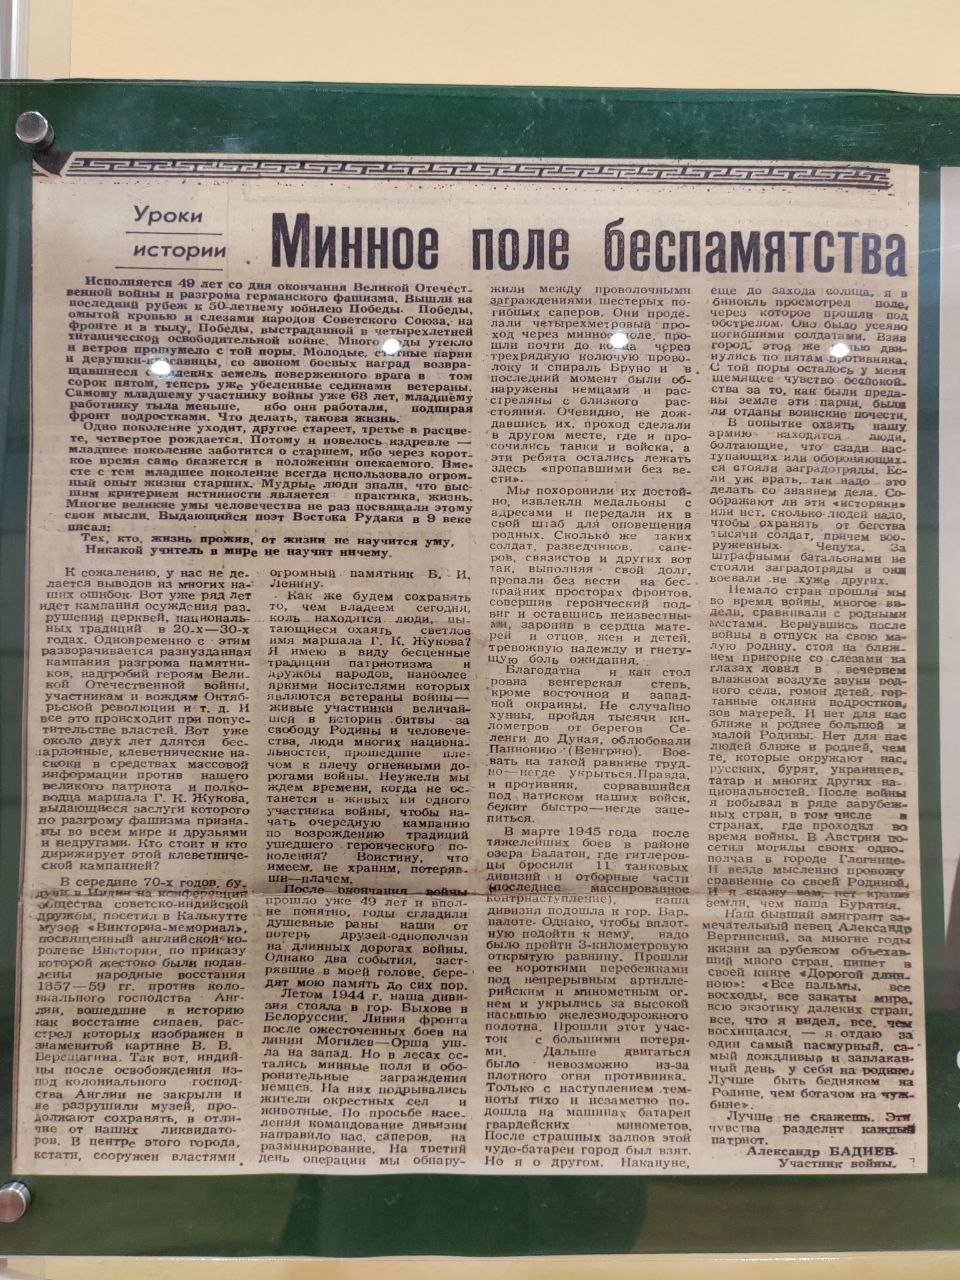 Уроки
истории
Минное поле беспамятства
Исполняется 49 лет со дня окончания Великой Отечест-
венной войны и разгрома германского фашизма. Вышли на
последний рубеж к 50-летнему юбилею Победы. Победы,
омытой кровью и слезами народов Советского Союза, на
фронте и в тылу, Победы, выстраданной в четырехлетней
титанической освободительной войне. Много воды утекло
и ветров прошумело с той поры. Молодые, статные парни
и девушки-красавицы, со звоном боевых наград возвра-
щавшиеся с далеких земель поверженного врага в том
сорок пятом, теперь уже убеленные сединами ветераны.
Самому младшему участнику войны уже 68 лет, младшему
работнику тыла меньше, ибо они работали, подпирая
фронт подростками. Что делать, такова жизнь.
Одно поколение уходит, другое стареет, третье в расцве-
те, четвертое рождается. Потому и повелось издревле —
младшее поколение заботится о старшем, ибо через корот-
кое время само окажется в положении опекаемого. Вме-
сте с тем младшее поколение всегда использовало огром-
ный опыт жизни старших. Мудрые люди знали, что выс-
шим критерием истинности является практика, жизнь.
Многие великие умы человечества не раз посвящали этому
свои мысли. Выдающийся поэт Востока Рудаки в 9 веке
писал:
Тех, кто, жизнь прожив, от жизни не научится уму,
Никакой учитель в мире не научит ничему.
К сожалению, у нас не де-
лается выводов из многих на-
ших ошибок. Вот уже ряд лет
идет кампания осуждения раз-
рушений церквей, националь-
ных традиций в 20-х—30-х
годах. Одновременно с этим
разворачивается разнузданная
кампания разгрома памятни-
ков, надгробий героям Вели-
кой Отечественной войны,
участникам и вождям Октяб-
рьской революции и т. д. И
все это происходит при попус-
тительстве властей. Вот уже
около двух лет длятся бес-
пардонные, клеветнические на-
скоки в средствах массовой
информации против нашего
великого патриота и полко-
водца маршала Г. К. Жукова,
выдающиеся заслуги которого
по разгрому фашизма призна-
ны во всем мире и друзьями
и недругами. Кто стоит и кто
дирижирует этой клеветниче-
ской кампанией?
В середине 70-х годов, бу-
дучи в Индии на конференции
общества советско-индийской
дружбы, посетил в Калькутте
музей «Виктория-мемориал»,
посвященный английской ко-
ролеве Виктории, по приказу
которой жестоко были подав-
лены народные восстания
1857—59 гг. против коло-
ниального господства Анг-
лии, вошедшие в историю
как восстание сипаев, рас-
стрел которых изображен в
знаменитой картине В. В.
Верещагина. Так вот, индий-
цы после освобождения из-
под колониального господ-
ства Англии не закрыли и
не разрушили музей, про-
должают сохранять, в отли-
чие от наших ликвидато-
ров. В центре этого города,
кстати, сооружен властями
огромный памятник В. И.
Ленину.
Как же будем сохранять
то, чем владеем сегодня,
коль находятся люди, пы-
тающиеся охаять светлое
имя маршала Г. К. Жукова?
Я имею в виду бесценные
традиции патриотизма и
дружбы народов, наиболее
яркими носителями которых
являются ветераны войны—
живые участники величай-
шей в истории битвы за
свободу Родины и человече-
ства, люди многих национа-
льностей, прошедшие пле-
чом к плечу огненными до-
рогами войны. Неужели мы
ждем времени, когда не ос-
танется в живых ни одного
участника войны, чтобы на-
чать очередную кампанию
по возрождению традиций
ушедшего героического по-
коления? Воистину, что
имеем, не храним, потеряв-
ши—плачем.
После окончания войны
прошло уже 49 лет и впол-
не понятно, годы сгладили
душевные раны наши от
потерь друзей-однополчан
на длинных дорогах войны.
Однако два события, заст-
рявшие в моей голове, бере-
дят мою память до сих пор.
Летом 1944 г. наша диви-
зия стояла в гор. Быхове в
Белоруссии. Линия фронта
после ожесточенных боев на
линии Могилев—Орша уш-
ла на запад. Но в лесах ос-
тались минные поля и обо-
ронительные заграждения
немцев. На них подрывались
жители окрестных сел и
животные. По просьбе насе-
ления командование дивизии
направило нас, саперов, на
разминирование. На третий
день операции мы обнару-
жили между проволочными
заграждениями шестерых по-
гибших саперов. Они проде-
лали четырехметровый про-
ход через минное поле, про-
шли почти до конца через
трехрядную колючую прово-
локу и спираль Бруно и в
последний момент были об-
наружены немцами и рас-
стреляны с близкого рас-
стояния. Очевидно, не дож-
давшись их, проход сделали
в другом месте, где и про-
сочились танки и войска, а
эти ребята остались лежать
здесь «пропавшими без ве-
сти».
Мы похоронили их достой-
но, извлекли медальоны с
адресами и передали их в
свой штаб для оповещения
родных. Сколько же таких
солдат, разведчиков, сапе-
ров, связистов и других вот
так, выполняя свой долг,
пропали без вести на бес-
крайних просторах фронтов,
совершив героический под-
виг и оставшись неизвестны-
ми, заронив в сердца мате-
рей и отцов, жен и детей,
тревожную надежду и гнету-
щую боль ожидания.
Благодатна и как стол
ровна венгерская степь,
кроме восточной и запад-
ной окраины. Не случайно
хунны, пройдя тысячи ки-
лометров от берегов Се-
ленги до Дуная, облюбовали
Паннонию (Венгрию). Вое-
вать на такой равнине труд-
но—негде укрыться. Правда,
и противник, сорвавшийся
под натиском наших войск,
бежит быстро—негде заце-
питься.
В марте 1945 года после
тяжелейших боев в районе
озера Балатон, где гитлеров-
цы бросили 11 танковых
дивизий и отборные части
(последнее массированное
контрнаступление), наша
дивизия подошла к гор. Вар-
палоте. Однако, чтобы вплот-
ную подойти к нему, надо
было пройти 3-километровую
открытую равнину. Прошли
ее короткими перебежками
под непрерывным артилле-
рийским и минометным ог-
нем и укрылись за высокой
насыпью железнодорожного
полотна. Прошли этот учас-
ток с большими потеря-
ми. Дальше двигаться
было невозможно из-за
плотного огня противника.
Только с наступлением тем-
ноты тихо и незаметно по-
дошла на машинах батарея
гвардейских минометов.
После страшных залпов этой
чудо-батареи город был взят.
Но я о другом. Накануне,
еще до захода солнца, я в
бинокль просмотрел поле,
через которое прошли под
обстрелом. Оно было усеяно
погибшими солдатами. Взяв
город, этой же ночью дви-
нулись по пятам противника.
С той поры осталось у меня
щемящее чувство беспокой-
ства за то, как были преда-
ны земле эти парни, были
ли отданы воинские почести.
В попытке охаять нашу
армию находятся люди,
болтающие, что сзади нас-
тупающих или обороняющих-
ся стояли заградотряды. Ес-
ли уж врать, так надо это
делать со знанием дела. Со-
ображают ли эти «историки»
или нет, сколько людей надо,
чтобы охранять от бегства
тысячи солдат, причем воо-
руженных. Чепуха. За
штрафными батальонами не
стояли заградотряды и они
воевали не хуже других.
Немало стран прошли мы
во время войны, многое ви-
дели, сравнивали с родными
местами. Вернувшись после
войны в отпуск на свою ма-
лую родину, стоя на ближ-
нем пригорке со слезами на
глазах ловил в вечернем
влажном воздухе звуки род-
ного села, гомон детей, гор-
танные оклики подростков,
зов матерей. И нет для нас
ближе и роднее большой и
малой Родины. Нет для нас
людей ближе и родней, чем
те, которые окружают нас,
русских, бурят, украинцев,
татар и многих других на-
циональностей. После войны
я побывал в ряде зарубеж-
ных стран, в том числе в
странах, где проходил во
время войны. В Австрии по-
сетил могилы своих одно-
полчан в городе Глогнице.
И везде мысленно провожу
сравнение со своей Родиной.
И я скажу вам, нет краше
земли, чем наша Бурятия.
Наш бывший эмигрант за-
мечательный певец Александр
Вертинский, за многие годы
жизни за рубежом объехав-
ший много стран, пишет в
своей книге «Дорогой длин-
ною»: «Все пальмы, все
восходы, все закаты мира,
всю экзотику далеких стран,
все, что я видел, все, чем
восхищался, — я отдаю за
один самый пасмурный, са-
мый дождливый и заплакан-
ный день у себя на родине.
Лучше быть бедняком на
Родине, чем богачом на чуж-
бине».
Лучше не скажешь. Эти
чувства разделит каждый
патриот.
Александр БАДИЕВ.
Участник войны.